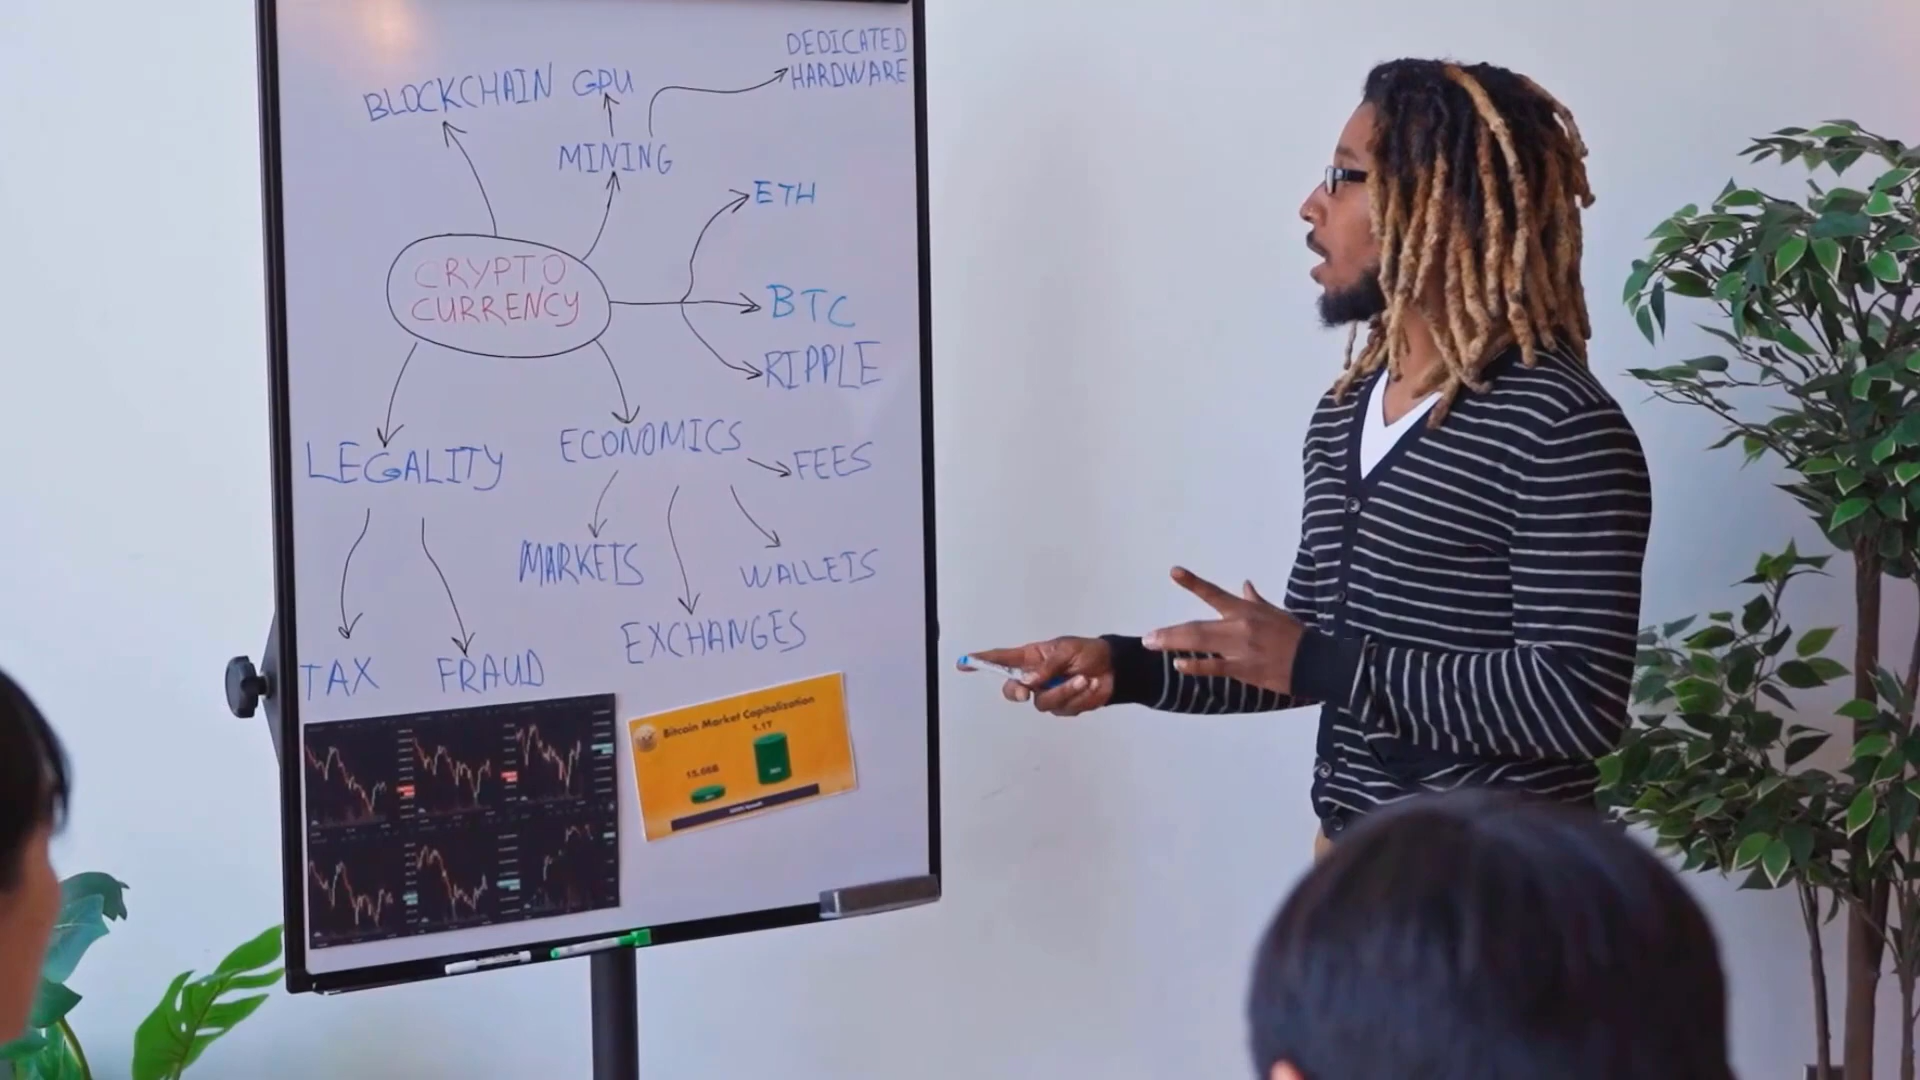 DEDICATED
HARDWARE
BLOCKCHAIN
GPU
MINING
ETH
CRYPTO
CURRENCY
BTC
RIPPLE
LEGALITY
ECONOMICS
FEES
MARKETS
WALLETS
EXCHANGES
TAX
FRAUD
Bitcoin Market Capitalization
1.1T
15.66B